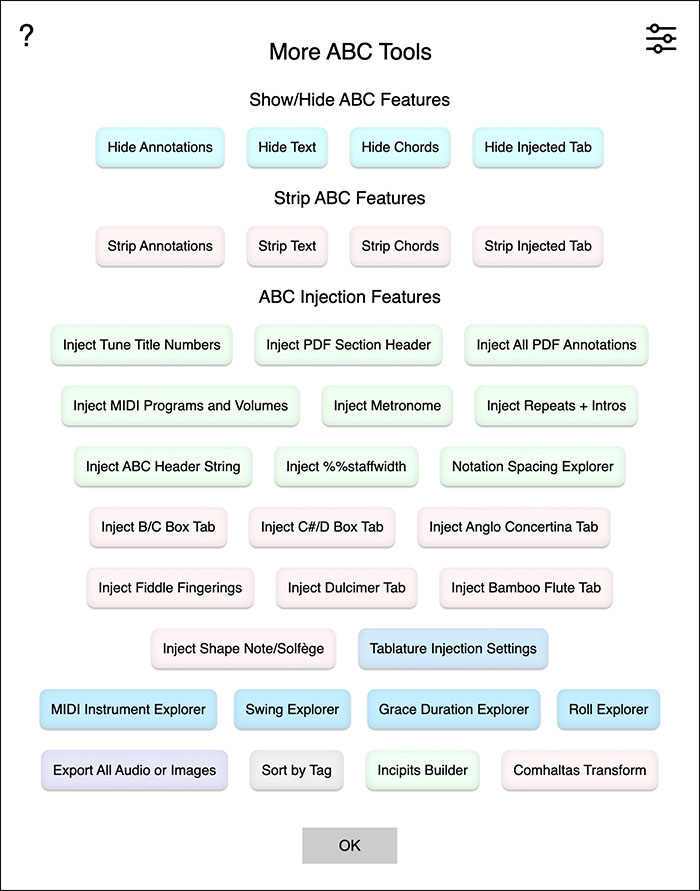 ?
More ABC Tools
Show/Hide ABC Features
Hide Annotations Hide Text Hide Chords Hide Injected Tab
Strip ABC Features
Strip Annotations Strip Text Strip Chords Strip Injected Tab
ABC Injection Features
Inject Tune Title Numbers Inject PDF Section Header Inject All PDF Annotations
Inject MIDI Programs and Volumes Inject Metronome Inject Repeats + Intros
Inject ABC Header String Inject %%staffwidth Notation Spacing Explorer
Inject B/C Box Tab Inject C#/D Box Tab Inject Anglo Concertina Tab
Inject Fiddle Fingerings Inject Dulcimer Tab Inject Bamboo Flute Tab
Inject Shape Note/Solfège Tablature Injection Settings
MIDI Instrument Explorer Swing Explorer Grace Duration Explorer Roll Explorer
Export All Audio or Images Sort by Tag Incipits Builder Comhaltas Transform
OK